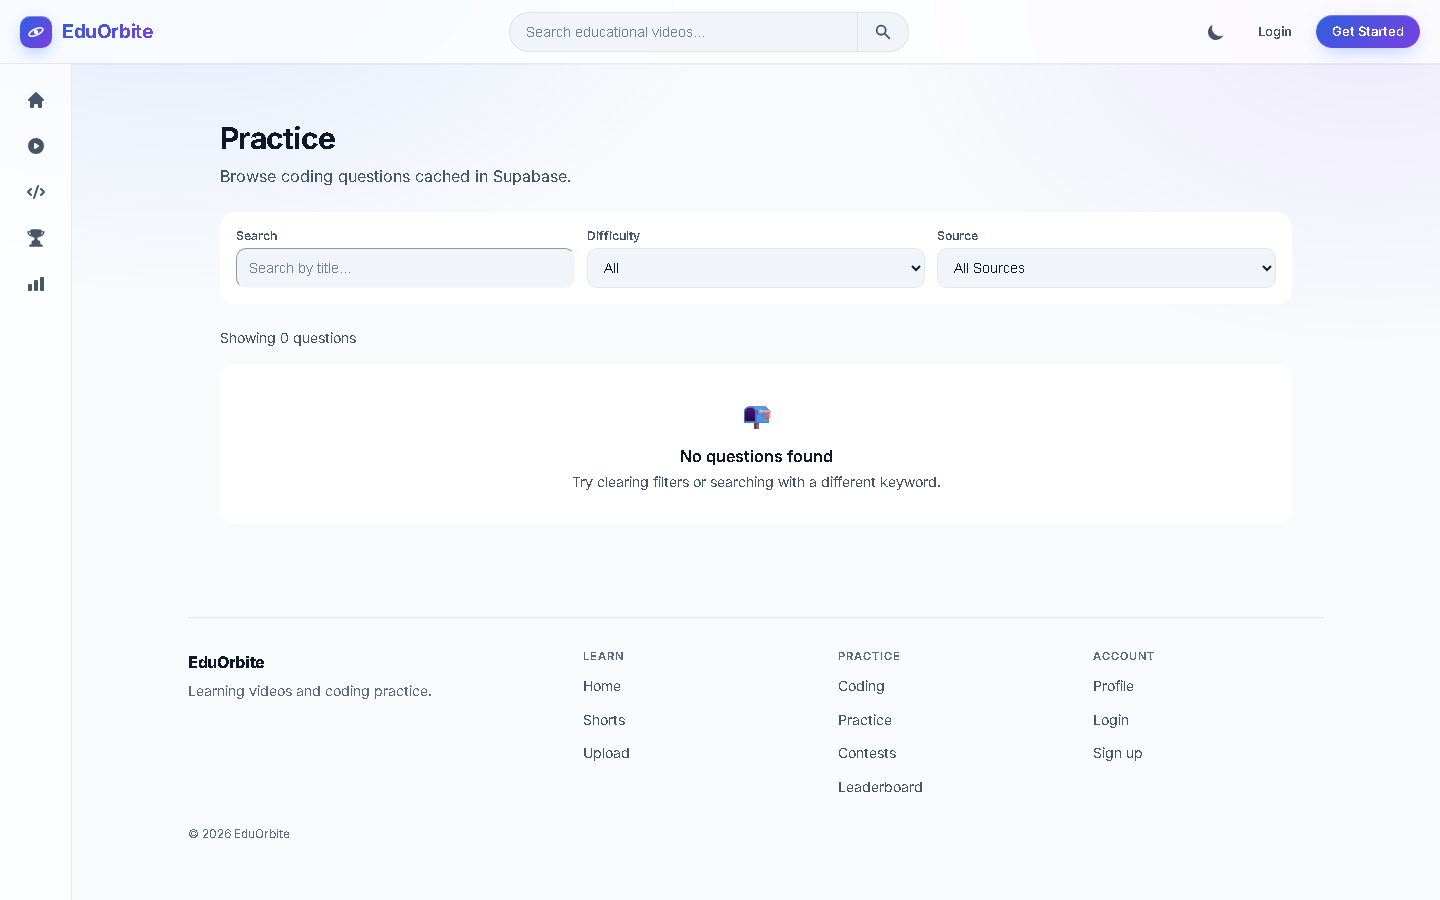 EduOrbite
Search educational videos...
Login
Get Started
Practice
Browse coding questions cached in Supabase.
Search
Difficulty
Source
Search by title...
All
All Sources
Showing 0 questions
No questions found
Try clearing filters or searching with a different keyword.
EduOrbite
Learning videos and coding practice.
LEARN
Home
Shorts
Upload
PRACTICE
Coding
Practice
Contests
Leaderboard
ACCOUNT
Profile
Login
Sign up
© 2026 EduOrbite